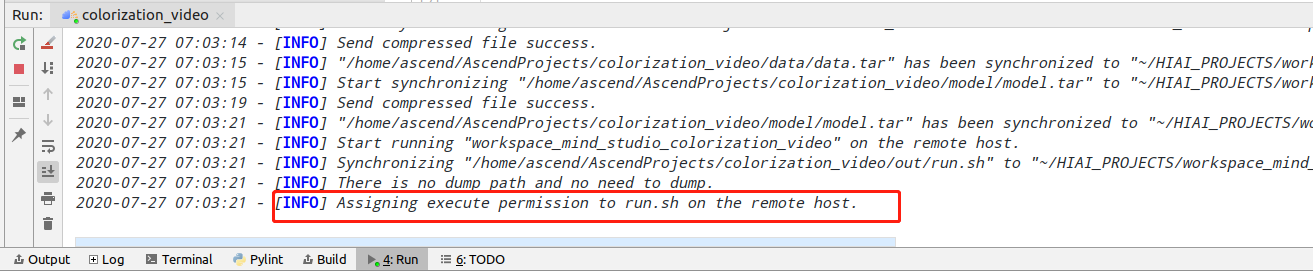 Run: colorization_video
2020-07-27 07:03:14 - [INFO] Send compressed file success.
2020-07-27 07:03:15 - [INFO] "/home/ascend/AscendProjects/colorization_video/data/data.tar" has been synchronized to "~/HIAI_PROJECTS/work
2020-07-27 07:03:15 - [INFO] Start synchronizing "/home/ascend/AscendProjects/colorization_video/model/model.tar" to "~/HIAI_PROJECTS/wor
2020-07-27 07:03:19 - [INFO] Send compressed file success.
2020-07-27 07:03:21 - [INFO] "/home/ascend/AscendProjects/colorization_video/model/model.tar" has been synchronized to "~/HIAI_PROJECTS/w
2020-07-27 07:03:21 - [INFO] Start running "workspace_mind_studio_colorization_video" on the remote host.
2020-07-27 07:03:21 - [INFO] Synchronizing "/home/ascend/AscendProjects/colorization_video/out/run.sh" to "~/HIAI_PROJECTS/workspace_mind_
2020-07-27 07:03:21 - [INFO] There is no dump path and no need to dump.
2020-07-27 07:03:21 - [INFO] Assigning execute permission to run.sh on the remote host.
Output Log Terminal Pylint Build 4: Run 6: TODO